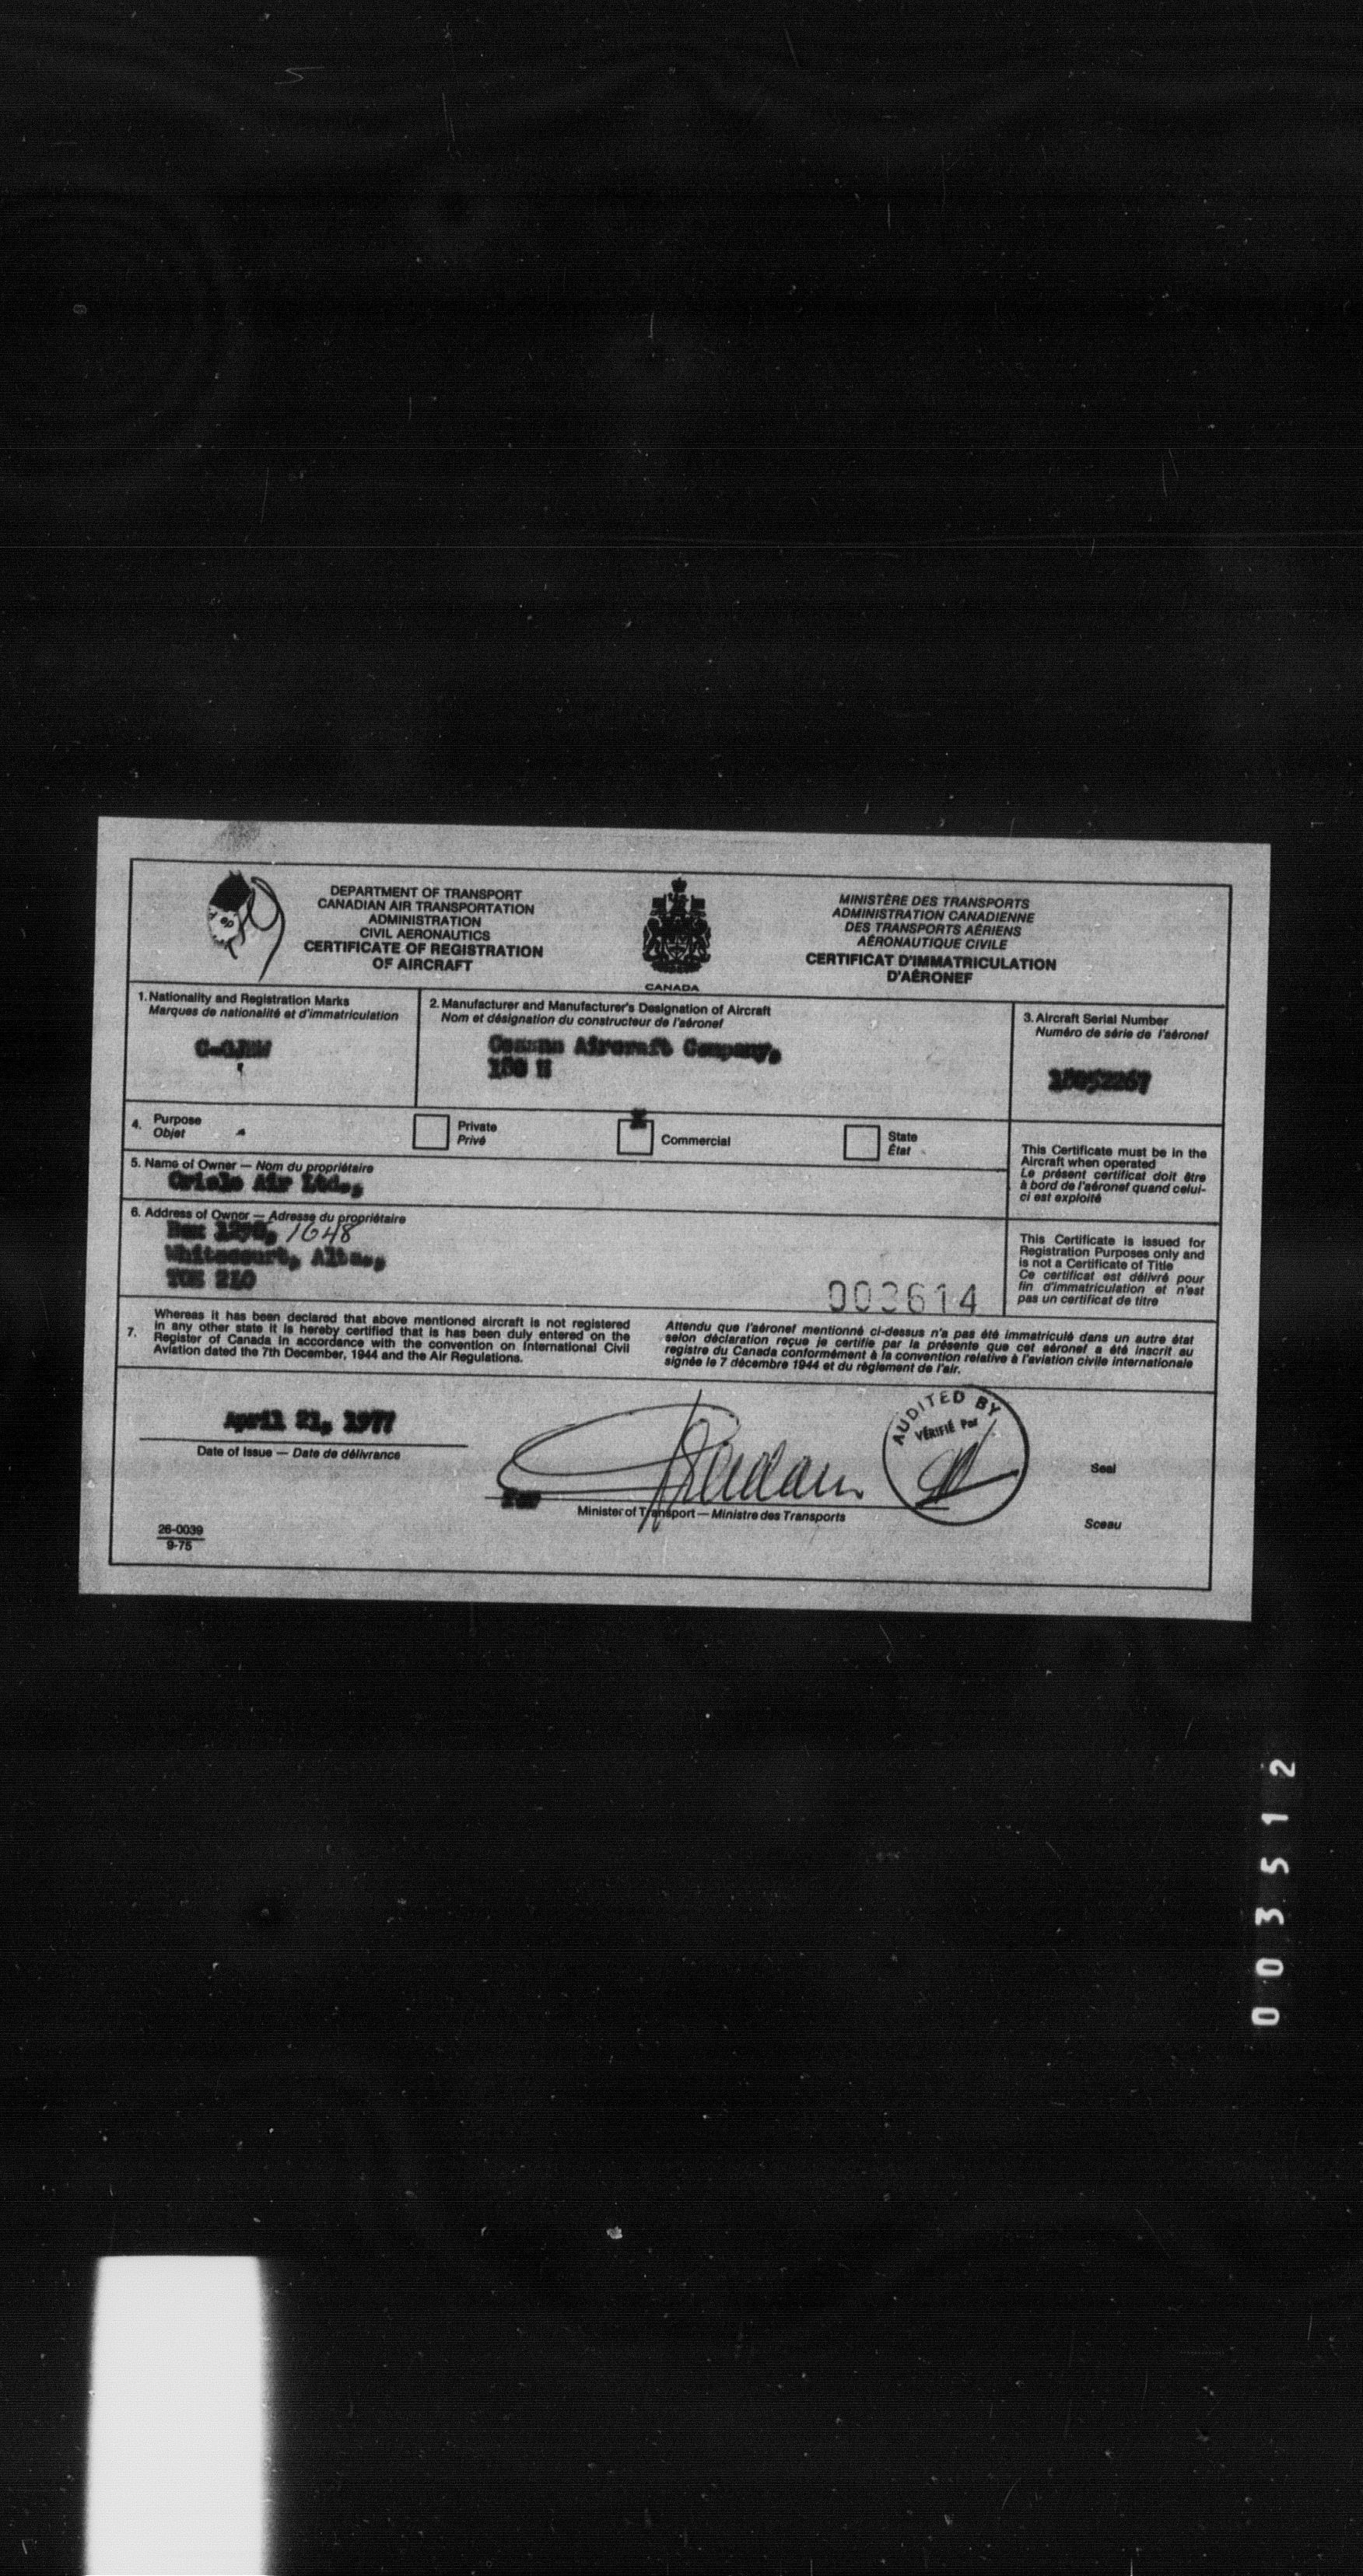 DEPARTMENT OF TRANSPORT
CANADIAN AIR TRANSPORTATION
ADMINISTRATION
CIVIL AERONAUTICS
CERTIFICATE OF REGISTRATION
OF AIRCRAFT
CANADA
MINISTÈRE DES TRANSPORTS
ADMINISTRATION CANADIENNE
DES TRANSPORTS AÉRIENS
AÉRONAUTIQUE CIVILE
CERTIFICAT D'IMMATRICULATION
D'AÉRONEF
1. Nationality and Registration Marks
Marques de nationalité et d'immatriculation
2. Manufacturer and Manufacturer's Designation of Aircraft
Nom et désignation du constructeur de l'aéronef
Cessna Aircraft Company,
3. Aircraft Serial Number
Numéro de série de l'aéronef
15052267
4. Purpose
Objet
Private
Privé
X
Commercial
State
État
5. Name of Owner — Nom du propriétaire
Oriole Air Ltd.,
6. Address of Owner — Adresse du propriétaire
Box 1648
Whitecourt, Alta.,
003614
This Certificate must be in the
Aircraft when operated
Le présent certificat doit être
à bord de l'aéronef quand celui-
ci est exploité
This Certificate is issued for
Registration Purposes only and
is not a Certificate of Title
Ce certificat est délivré pour
fin d'immatriculation et n'est
pas un certificat de titre
7. Whereas it has been declared that above mentioned aircraft is not registered
in any other state it is hereby certified that is has been duly entered on the
Register of Canada in accordance with the convention on International Civil
Aviation dated the 7th December, 1944 and the Air Regulations.
Attendu que l'aéronef mentionné ci-dessus n'a pas été immatriculé dans un autre état
selon déclaration reçue je certifie par la présente que cet aéronef a été inscrit au
registre du Canada conformément à la convention relative à l'aviation civile internationale
signée le 7 décembre 1944 et du règlement de l'air.
April 21, 1977
Date of Issue — Date de délivrance
For
Minister of Transport — Ministre des Transports
AUDITED BY
VÉRIFIÉ Par
Seal
Sceau
26-0039
9-75
003512